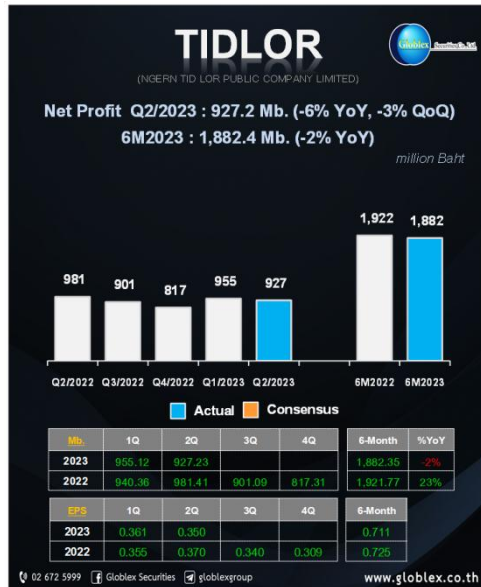 TIDLOR
Globlex Securities Co., Ltd.
(NGERN TID LOR PUBLIC COMPANY LIMITED)
Net Profit Q2/2023 : 927.2 Mb. (-6% YoY, -3% QoQ)
6M2023 : 1,882.4 Mb. (-2% YoY)
million Baht
981 901 817 955 927 1,922 1,882
Q2/2022 Q3/2022 Q4/2022 Q1/2023 Q2/2023 6M2022 6M2023
Actual Consensus
Mb. 1Q 2Q 3Q 4Q 6-Month %YoY
2023 955.12 927.23 1,882.35 -2%
2022 940.36 981.41 901.09 817.31 1,921.77 23%
EPS 1Q 2Q 3Q 4Q 6-Month
2023 0.361 0.350 0.711
2022 0.355 0.370 0.340 0.309 0.725
02 672 5999 Globlex Securities globlexgroup www.globlex.co.th